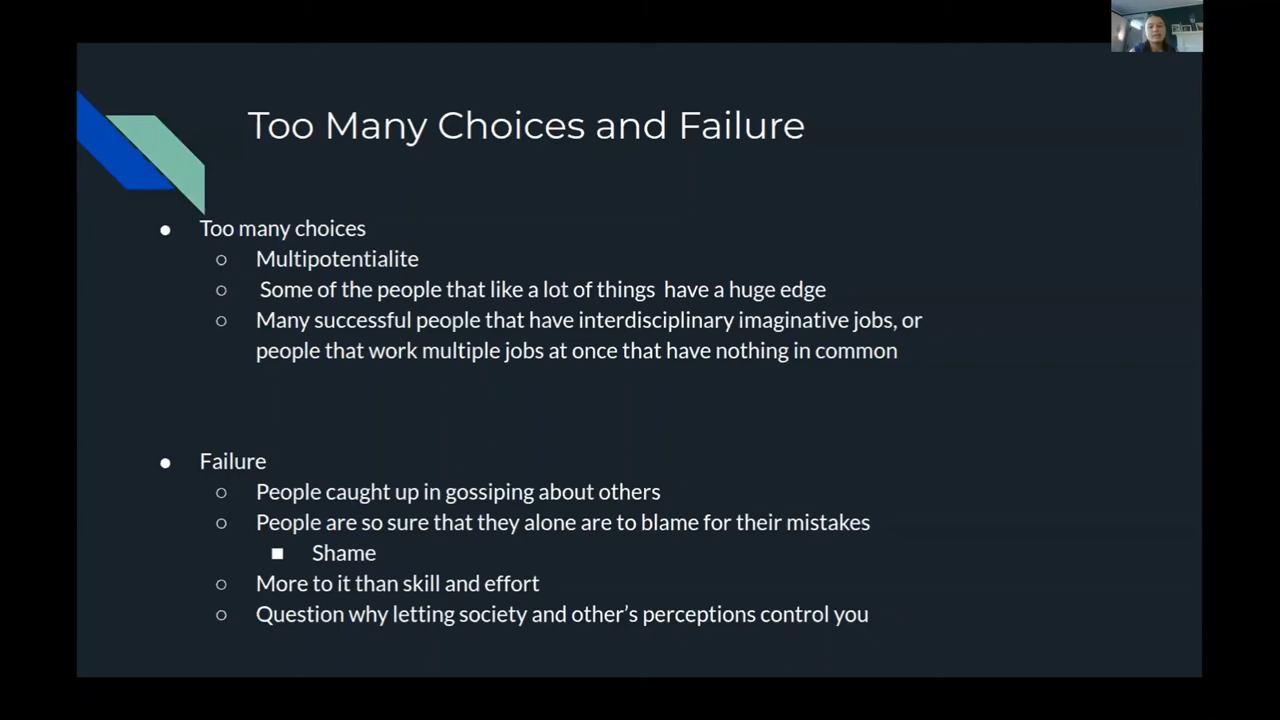 Too Many Choices and Failure
● Too many choices
○ Multipotentialite
○ Some of the people that like a lot of things have a huge edge
○ Many successful people that have interdisciplinary imaginative jobs, or
people that work multiple jobs at once that have nothing in common
● Failure
○ People caught up in gossiping about others
○ People are so sure that they alone are to blame for their mistakes
■ Shame
○ More to it than skill and effort
○ Question why letting society and other’s perceptions control you